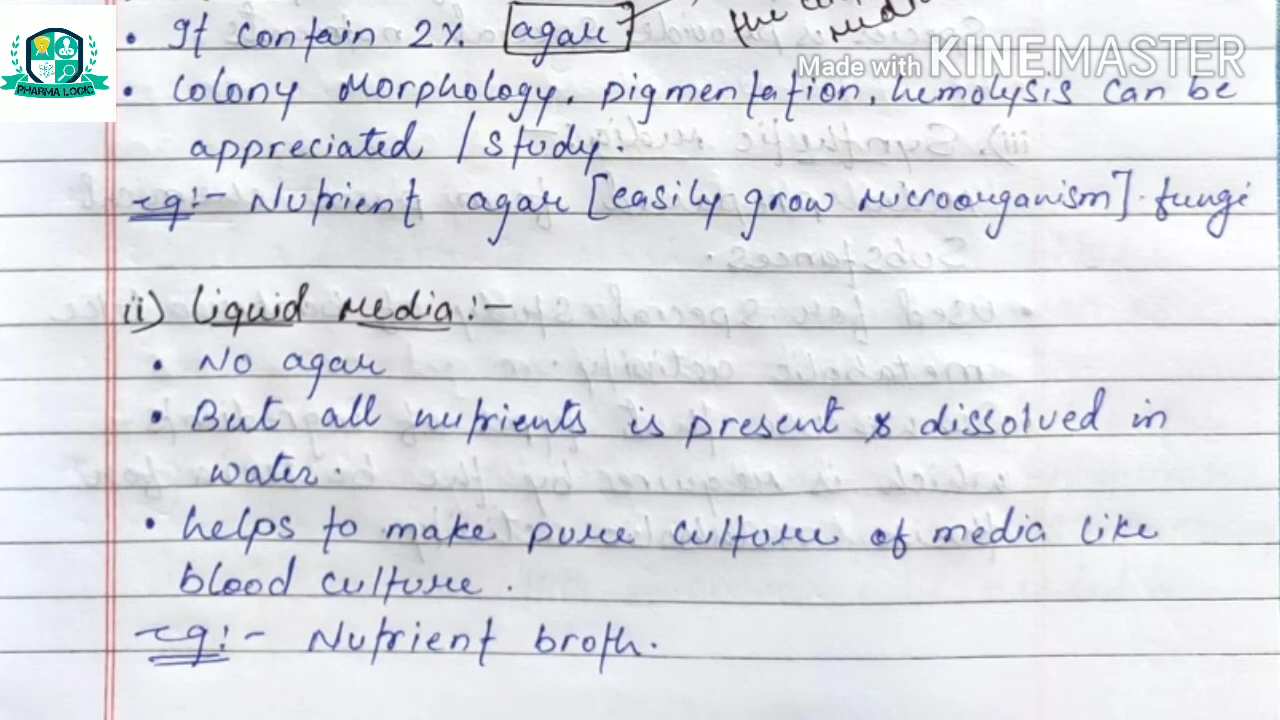 • It contain 2%. agar the
Made with KINEMASTER
PHARMA LOGIC
• Colony Morphology, pigmentation, hemolysis can be
appreciated / study.
eg:- Nutrient agar [easily grow microorganism]. fungi
ii) Liquid Media:-
• No agar
• But all nutrients is present & dissolved in
water.
• helps to make pure culture of media like
blood culture.
eg:- Nutrient broth.